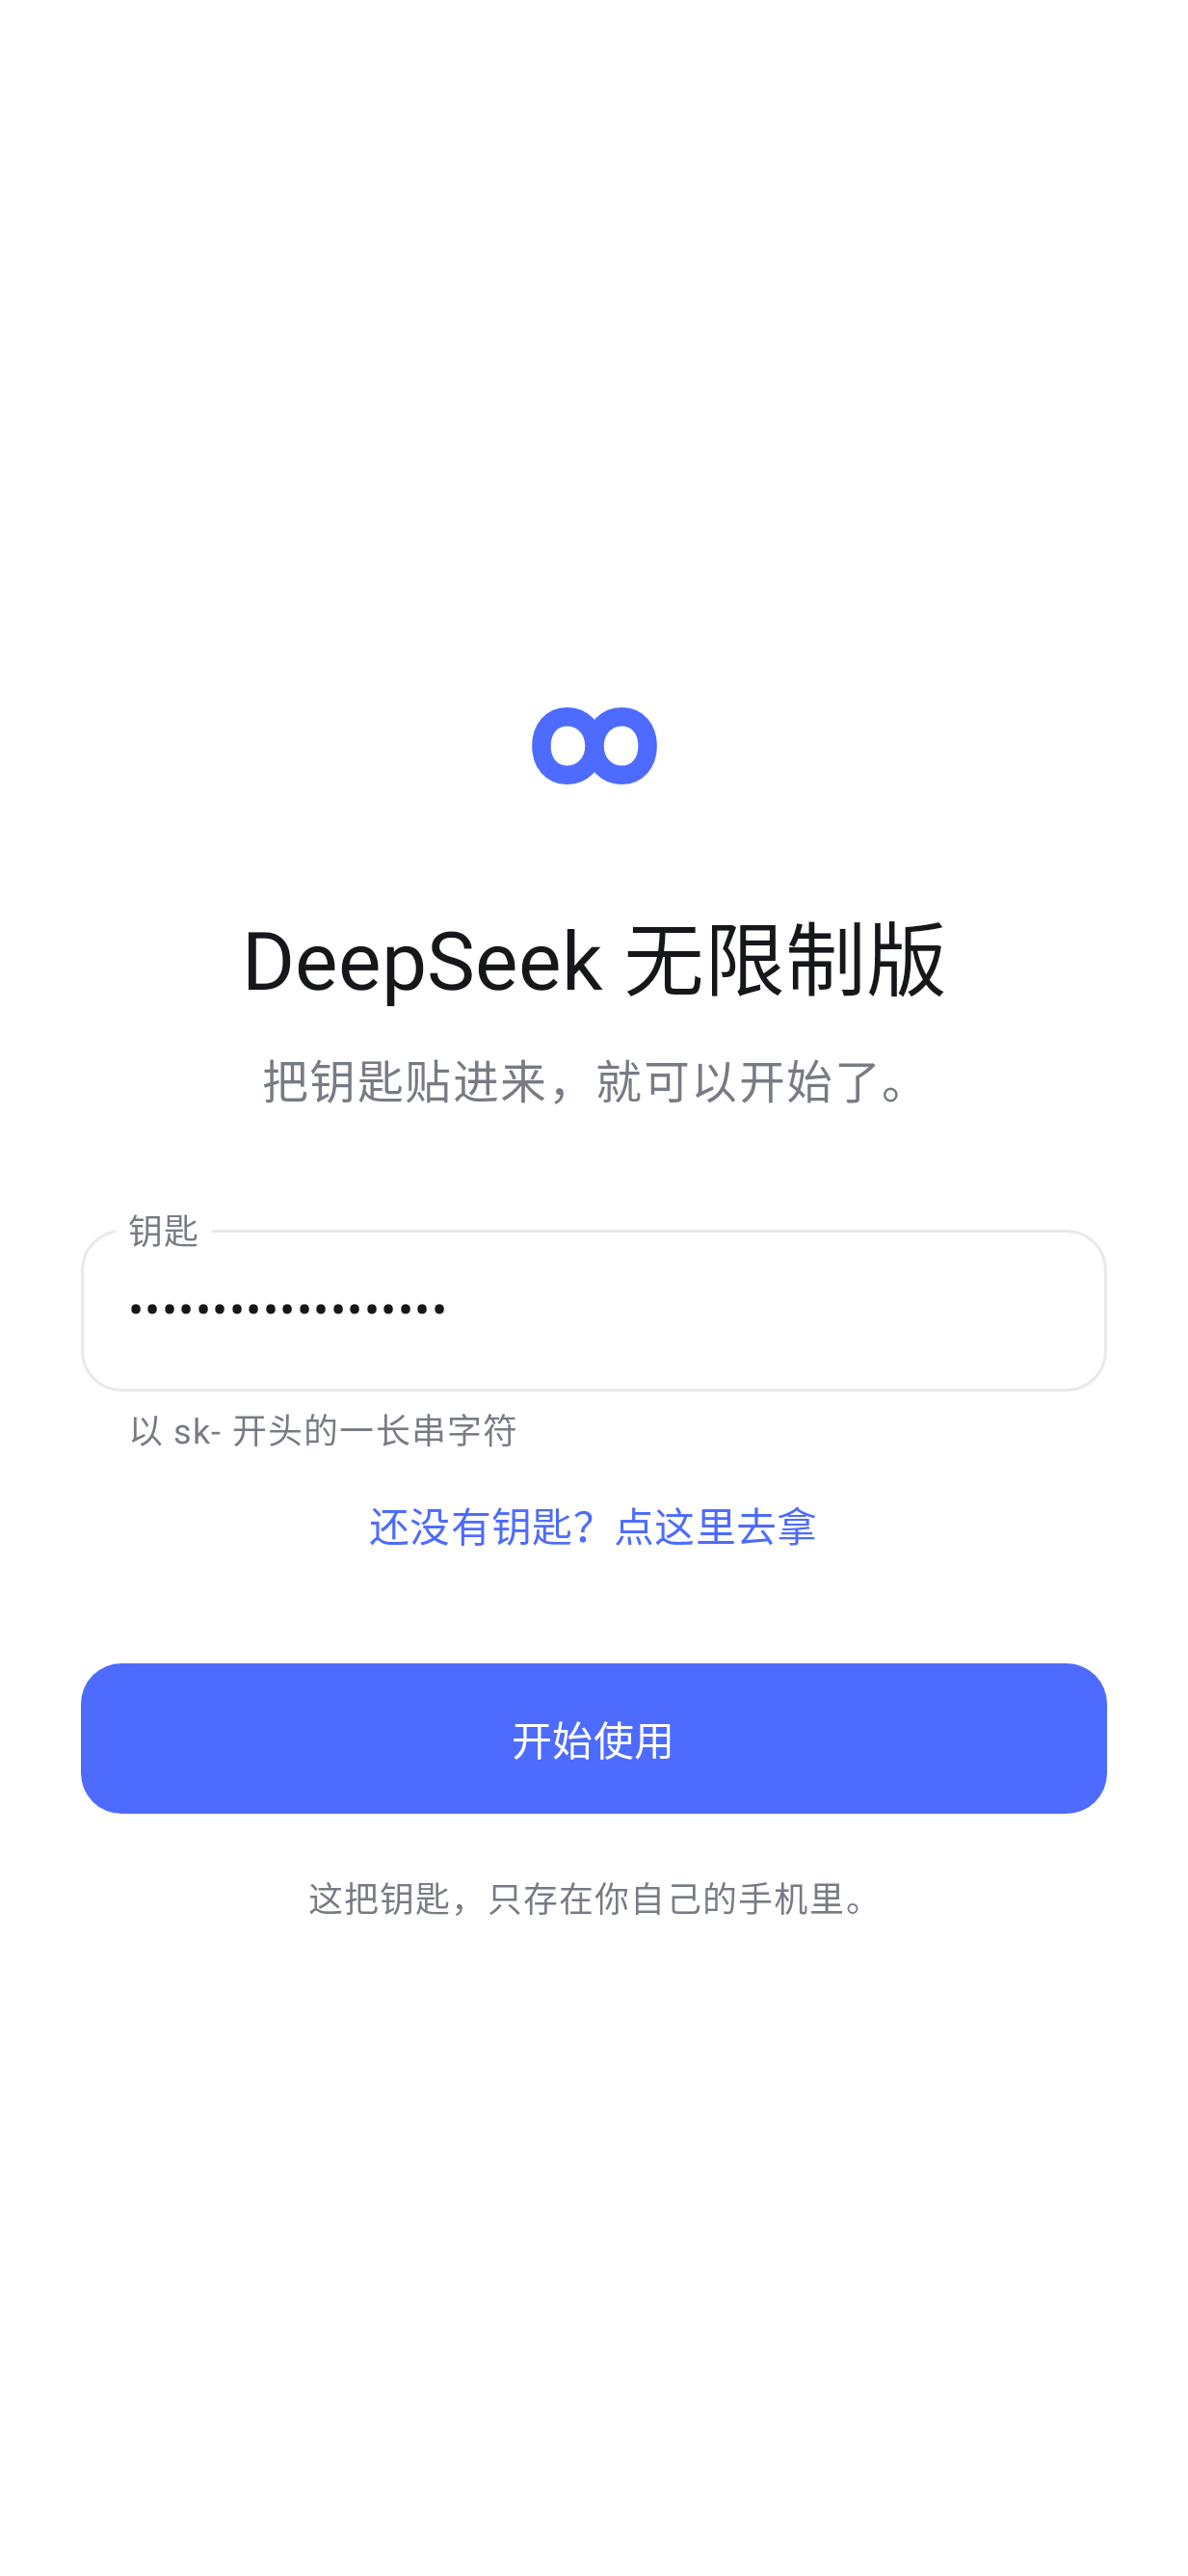 DeepSeek 无限制版
把钥匙贴进来，就可以开始了。
钥匙
•••••••••••••••••••
以 sk- 开头的一长串字符
还没有钥匙？点这里去拿
开始使用
这把钥匙，只存在你自己的手机里。